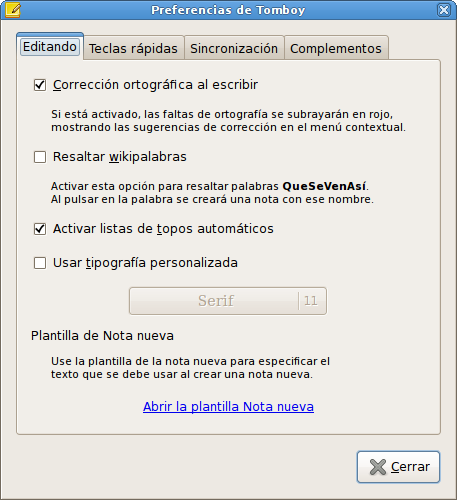 Preferencias de Tomboy
Editando Teclas rápidas Sincronización Complementos
Corrección ortográfica al escribir
Si está activado, las faltas de ortografía se subrayarán en rojo,
mostrando las sugerencias de corrección en el menú contextual.
Resaltar wikipalabras
Activar esta opción para resaltar palabras QueSeVenAsí.
Al pulsar en la palabra se creará una nota con ese nombre.
Activar listas de topos automáticos
Usar tipografía personalizada
Serif 11
Plantilla de Nota nueva
Use la plantilla de la nota nueva para especificar el
texto que se debe usar al crear una nota nueva.
Abrir la plantilla Nota nueva
Cerrar